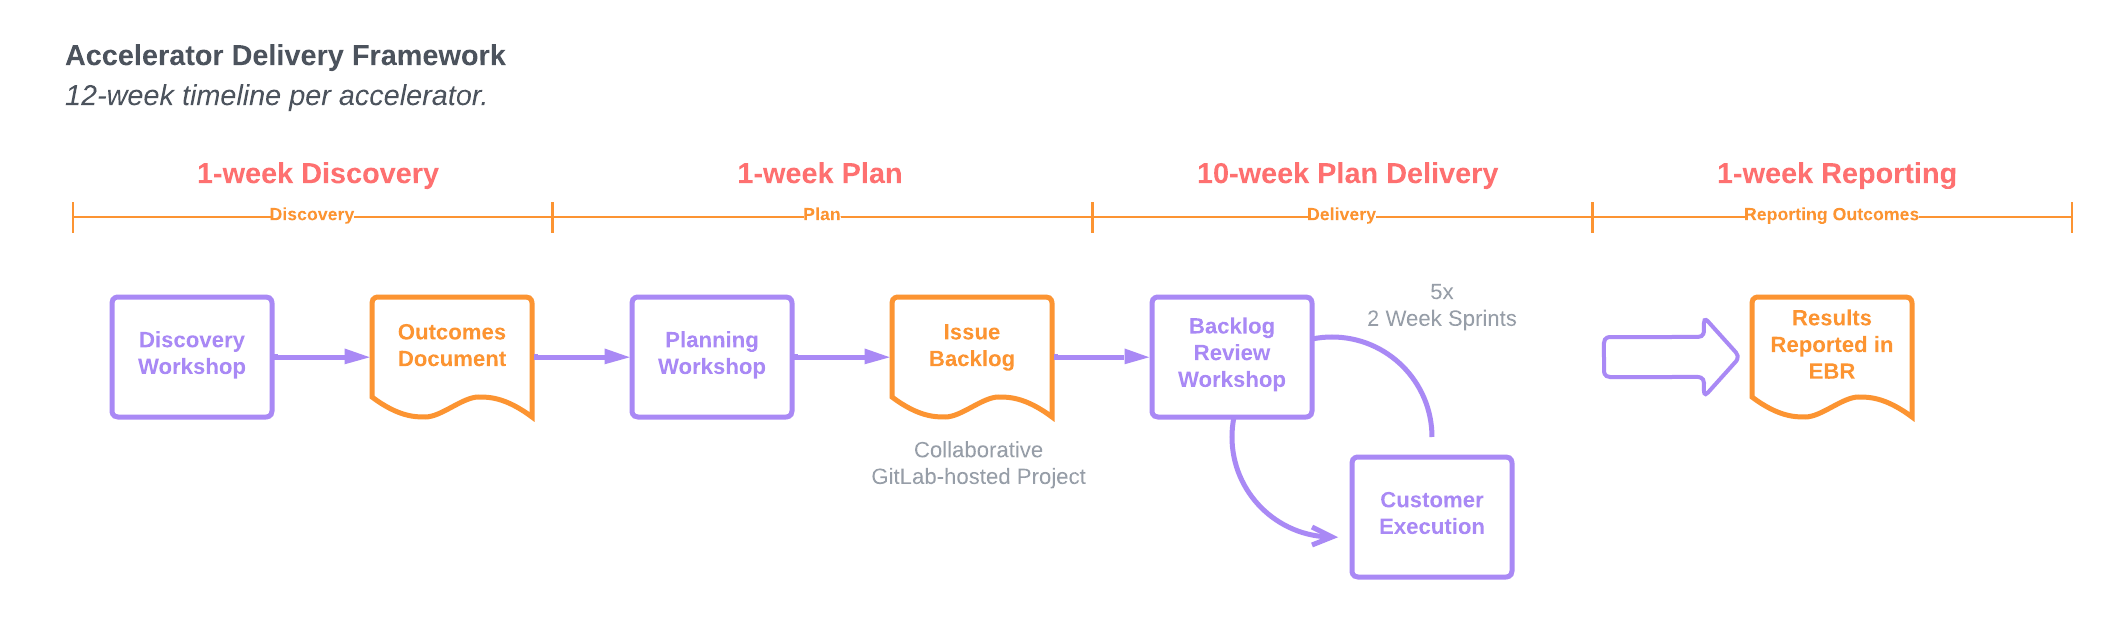 Accelerator Delivery Framework
12-week timeline per accelerator.
1-week Discovery
1-week Plan
10-week Plan Delivery
1-week Reporting
Discovery
Plan
Delivery
Reporting Outcomes
Discovery
Workshop
Outcomes
Document
Planning
Workshop
Issue
Backlog
Collaborative
GitLab-hosted Project
Backlog
Review
Workshop
5x
2 Week Sprints
Customer
Execution
Results
Reported in
EBR